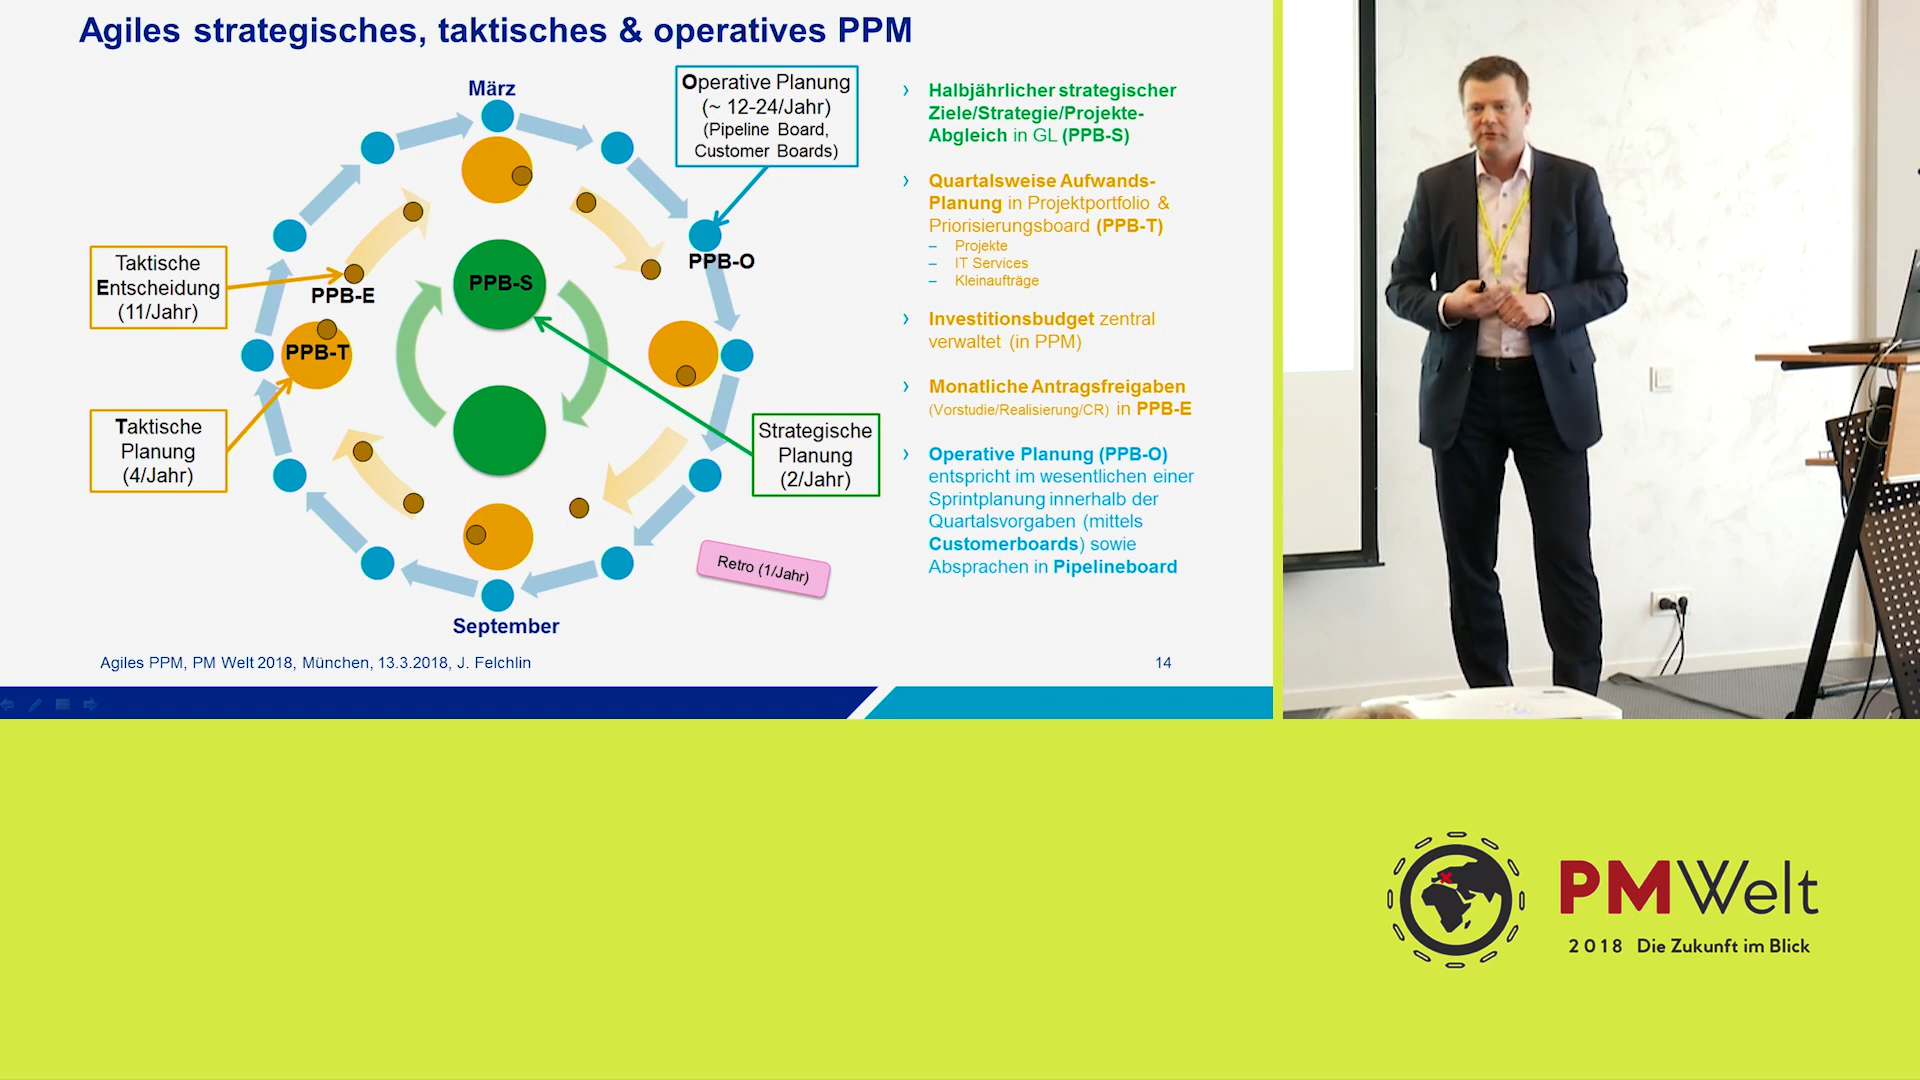 Agiles strategisches, taktisches & operatives PPM
März
Operative Planung
(~ 12-24/Jahr)
(Pipeline Board,
Customer Boards)
PPB-O
Taktische
Entscheidung
(11/Jahr)
PPB-E
PPB-S
PPB-T
Taktische
Planung
(4/Jahr)
Strategische
Planung
(2/Jahr)
Retro (1/Jahr)
September
› Halbjährlicher strategischer
Ziele/Strategie/Projekte-
Abgleich in GL (PPB-S)
› Quartalsweise Aufwands-
Planung in Projektportfolio &
Priorisierungsboard (PPB-T)
– Projekte
– IT Services
– Kleinaufträge
› Investitionsbudget zentral
verwaltet (in PPM)
› Monatliche Antragsfreigaben
(Vorstudie/Realisierung/CR) in PPB-E
› Operative Planung (PPB-O)
entspricht im wesentlichen einer
Sprintplanung innerhalb der
Quartalsvorgaben (mittels
Customerboards) sowie
Absprachen in Pipelineboard
Agiles PPM, PM Welt 2018, München, 13.3.2018, J. Felchlin
14
PMWelt
2018 Die Zukunft im Blick